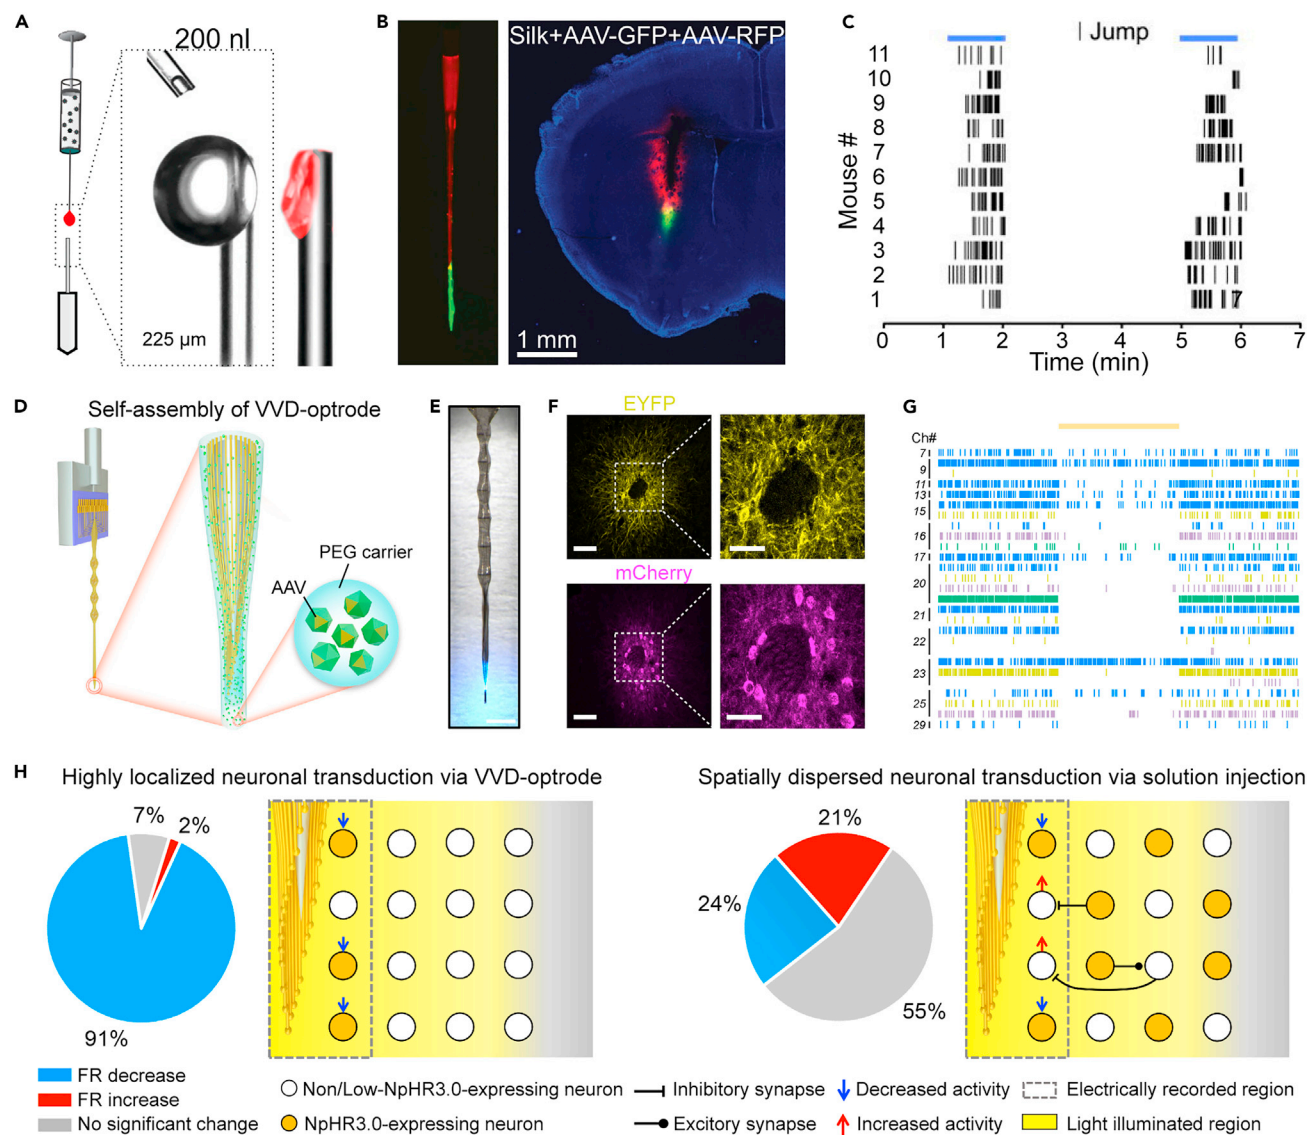 A
200 nl
225 µm
B
Silk+AAV-GFP+AAV-RFP
1 mm
C
Jump
Mouse #
11
10
9
8
7
6
5
4
3
2
1
7
0 1 2 3 4 5 6 7
Time (min)
D
Self-assembly of VVD-optrode
PEG carrier
AAV
E
F
EYFP
mCherry
G
Ch#
7
9
11
13
15
16
17
20
21
22
23
25
29
H
Highly localized neuronal transduction via VVD-optrode
7%
2%
91%
Spatially dispersed neuronal transduction via solution injection
21%
24%
55%
FR decrease
FR increase
No significant change
Non/Low-NpHR3.0-expressing neuron
NpHR3.0-expressing neuron
Inhibitory synapse
Excitory synapse
Decreased activity
Increased activity
Electrically recorded region
Light illuminated region